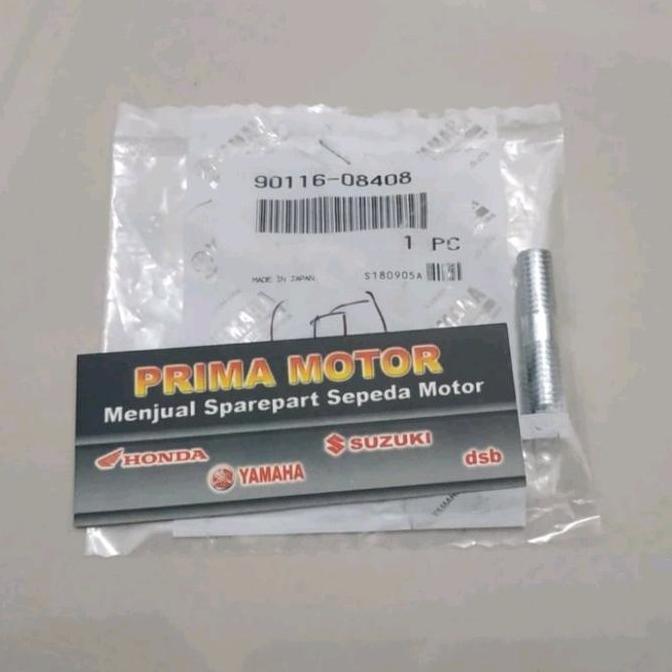 90116-08408
1 PC
MADE IN JAPAN
S180905A
PRIMA MOTOR
Menjual Sparepart Sepeda Motor
HONDA
SUZUKI
YAMAHA
dsb